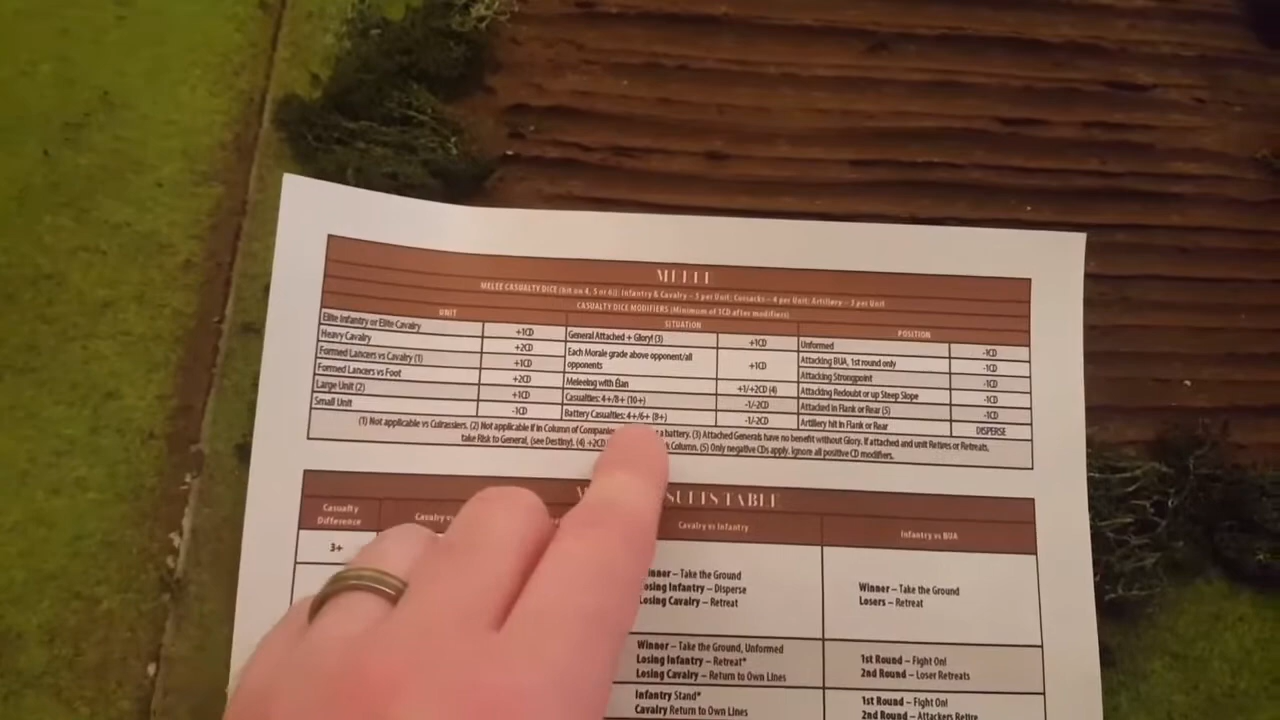 MELEE
MELEE CASUALTY DICE (hit on 4, 5 or 6): Infantry & Cavalry – 5 per Unit; Cossacks – 4 per Unit; Artillery – 3 per Unit
CASUALTY DICE MODIFIERS (Minimum of 1CD after modifiers)
UNIT SITUATION POSITION
Elite Infantry or Elite Cavalry +1CD General Attached + Glory! (3) +1CD Unformed -1CD
Heavy Cavalry +2CD Each Morale grade above opponent/all opponents +1CD Attacking BUA, 1st round only -1CD
Formed Lancers vs Cavalry (1) +1CD Attacking Strongpoint -1CD
Formed Lancers vs Foot +2CD Meleeing with Élan +1/+2CD (4) Attacking Redoubt or up Steep Slope -1CD
Large Unit (2) +1CD Casualties: 4+/8+ (10+) -1/-2CD Attacked in Flank or Rear (5) -1CD
Small Unit -1CD Battery Casualties: 4+/6+ (8+) -1/-2CD Artillery hit in Flank or Rear DISPERSE
(1) Not applicable vs Cuirassiers. (2) Not applicable if in Column of Companies a battery. (3) Attached Generals have no benefit without Glory. If attached and unit Retires or Retreats,
take Risk to General, (see Destiny). (4) +2CD Column. (5) Only negative CDs apply. Ignore all positive CD modifiers.
TABLE
Casualty Difference Cavalry vs Cavalry vs Infantry Infantry vs BUA
3+
Winner – Take the Ground
Losing Infantry – Disperse
Losing Cavalry – Retreat
Winner – Take the Ground
Losers – Retreat
Winner – Take the Ground, Unformed
Losing Infantry – Retreat*
Losing Cavalry – Return to Own Lines
1st Round – Fight On!
2nd Round – Loser Retreats
Infantry Stand*
Cavalry Return to Own Lines
1st Round – Fight On!
2nd Round – Attackers Retire